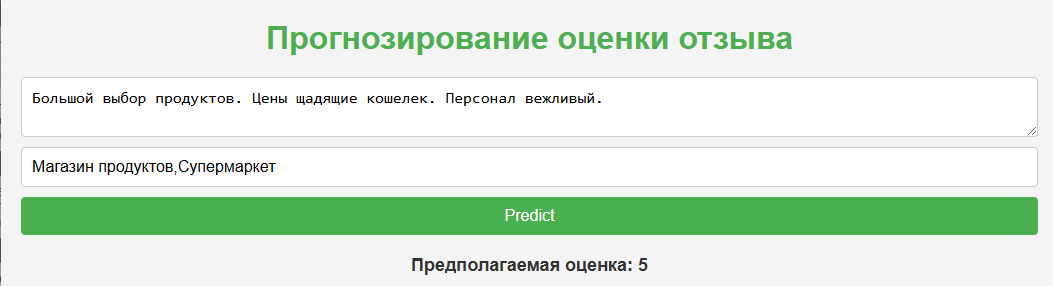 Прогнозирование оценки отзыва
Большой выбор продуктов. Цены щадящие кошелек. Персонал вежливый.
Магазин продуктов,Супермаркет
Predict
Предполагаемая оценка: 5